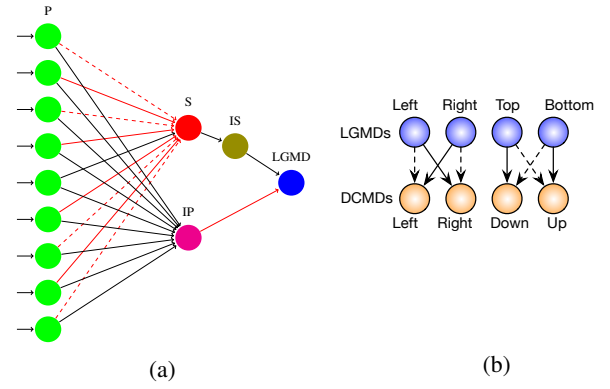 P
S
IS
LGMD
IP
(a)
Left Right Top Bottom
LGMDs
DCMDs
Left Right Down Up
(b)